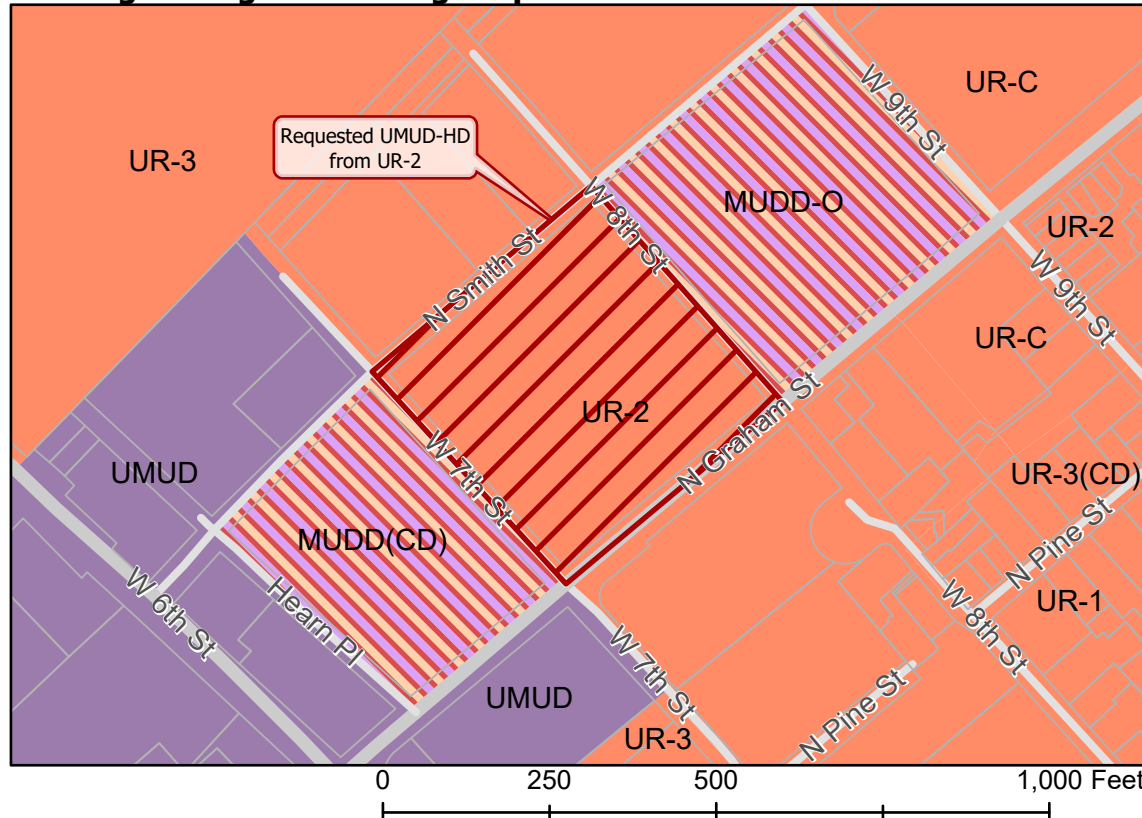 UR-C
W 9th St
UR-3
Requested UMUD-HD
from UR-2
MUDD-O
W 8th St
UR-2
N Smith St
W 9th St
UR-C
UR-2
N Graham St
UMUD
W 7th St
UR-3(CD)
N Pine St
MUDD(CD)
W 6th St
Hearn Pl
UR-1
W 8th St
W 7th St
UMUD
UR-3
N Pine St
0 250 500 1,000 Feet